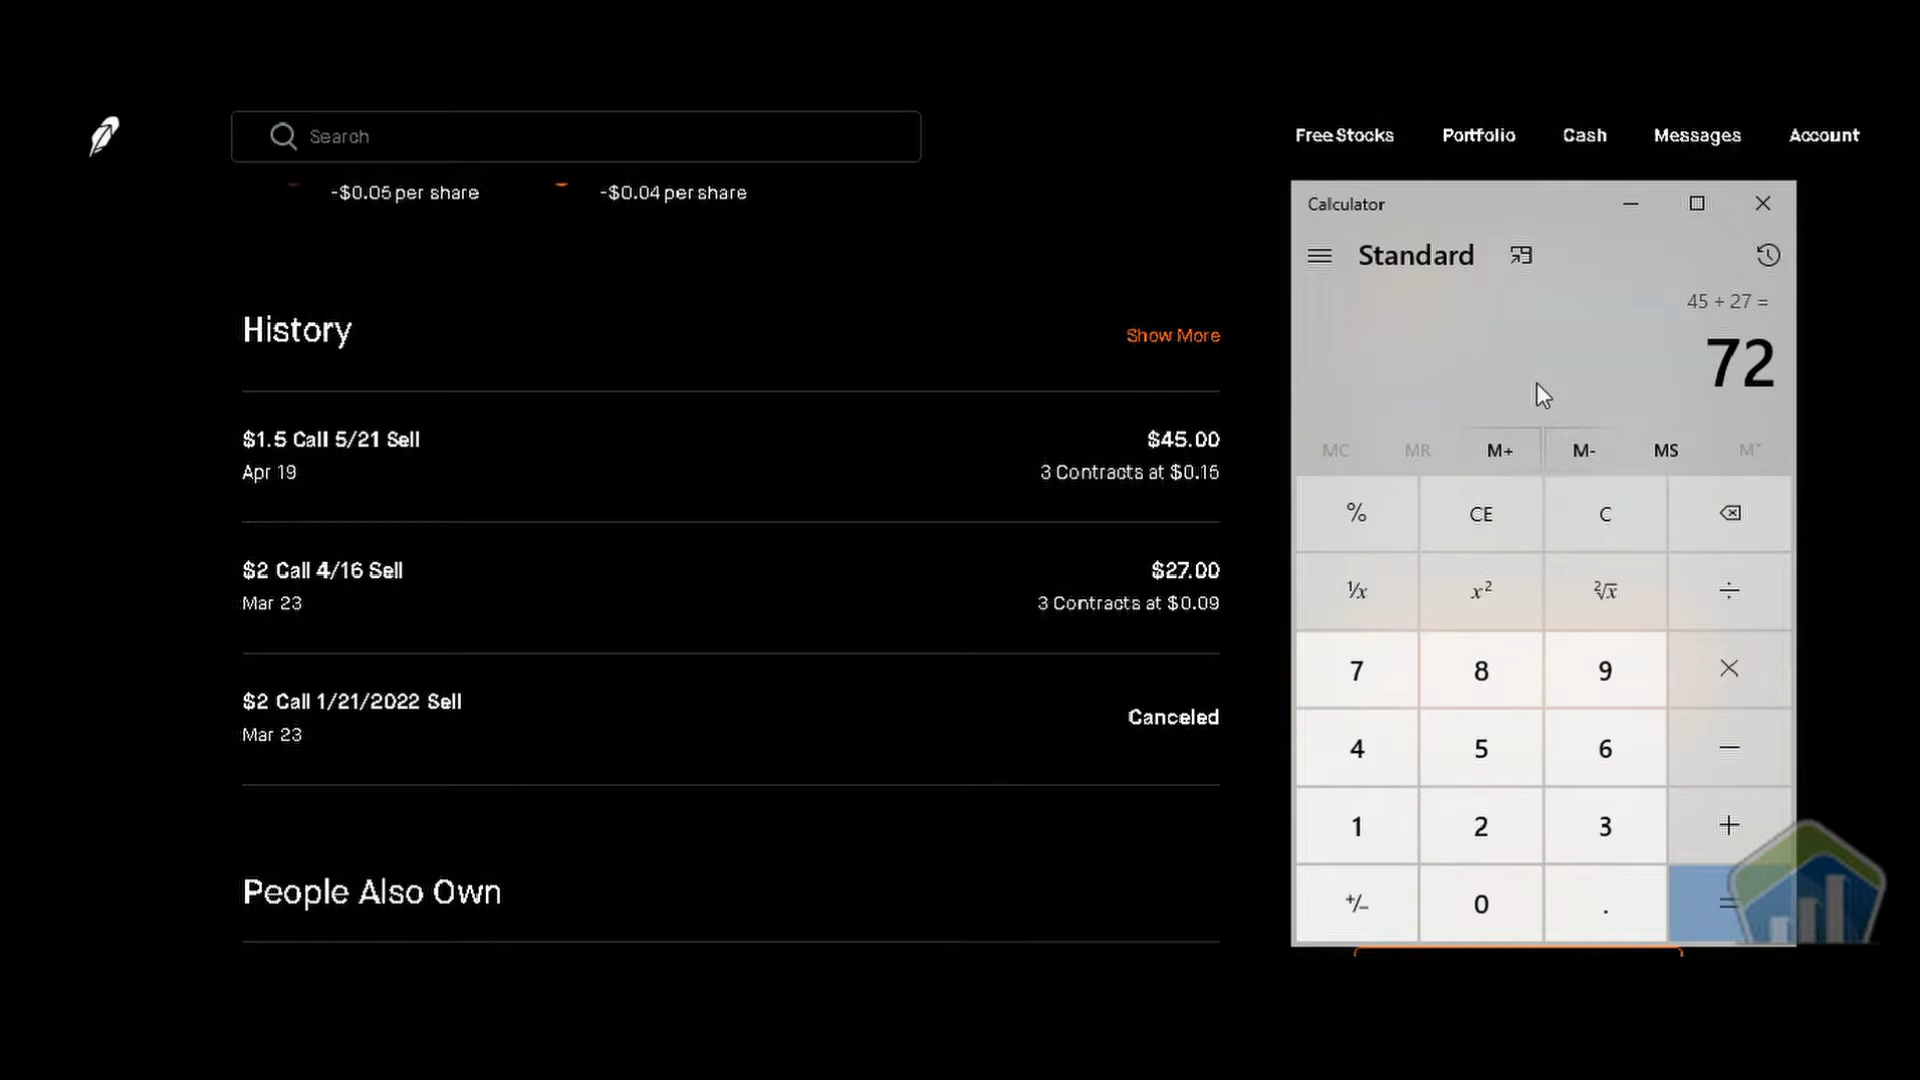 Search
Free Stocks
Portfolio
Cash
Messages
Account
-$0.05 per share
-$0.04 per share
History
Show More
$1.5 Call 5/21 Sell
$45.00
Apr 19
3 Contracts at $0.15
$2 Call 4/16 Sell
$27.00
Mar 23
3 Contracts at $0.09
$2 Call 1/21/2022 Sell
Canceled
Mar 23
People Also Own
Calculator
Standard
45 + 27 =
72
MC MR M+ M- MS M˅
% CE C
¹/x x² ²√x ÷
7 8 9 ×
4 5 6 −
1 2 3 +
+/− 0 . =